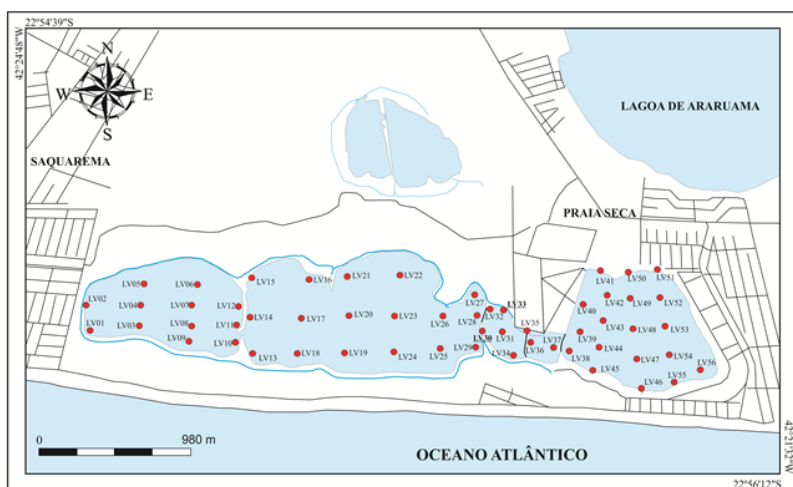 22°54'39"S
42°24'48"W
N
W E
S
LAGOA DE ARARUAMA
SAQUAREMA
PRAIA SECA
LV41 LV50 LV51
LV21 LV22
LV15 LV16
LV05 LV06
LV27
LV42 LV49 LV52
LV02 LV04 LV07 LV12
LV33
LV32
LV40
LV14 LV17 LV20 LV23 LV26 LV28
LV43 LV48 LV53
LV01 LV03 LV08 LV11
LV30 LV31 LV35
LV39
LV09 LV10
LV36 LV37
LV29
LV13 LV18 LV19 LV24 LV25 LV34
LV38 LV44
LV47 LV54
LV45 LV56
LV46 LV55
0 980 m
OCEANO ATLÂNTICO
42°21'32"W
22°56'12"S